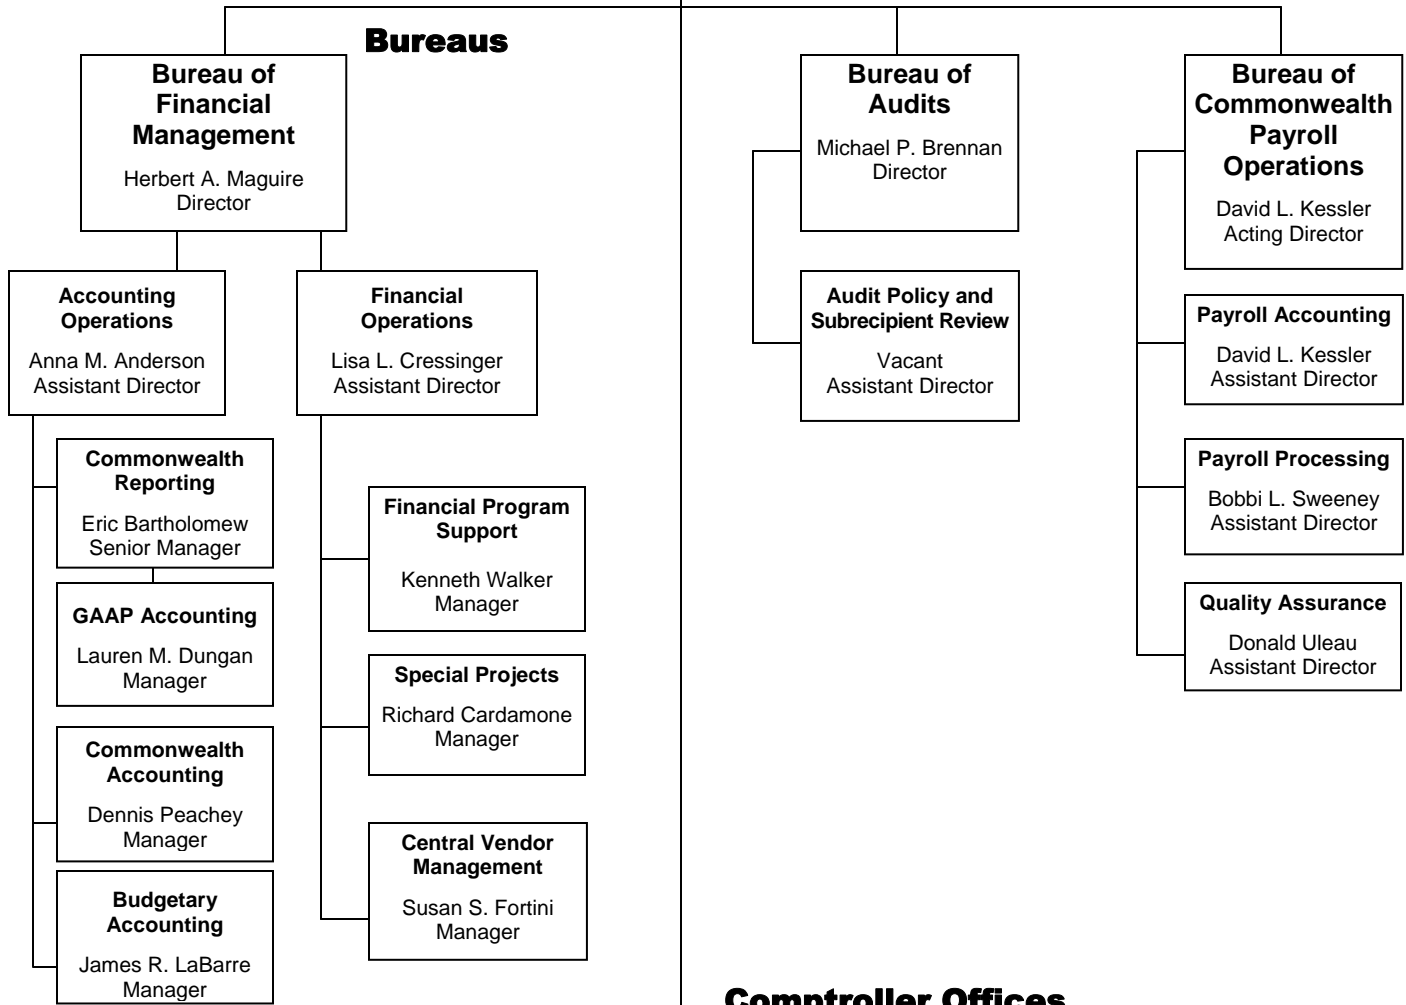 Bureaus
Bureau of
Financial
Management
Herbert A. Maguire
Director
Accounting
Operations
Anna M. Anderson
Assistant Director
Commonwealth
Reporting
Eric Bartholomew
Senior Manager
GAAP Accounting
Lauren M. Dungan
Manager
Commonwealth
Accounting
Dennis Peachey
Manager
Budgetary
Accounting
James R. LaBarre
Manager
Financial
Operations
Lisa L. Cressinger
Assistant Director
Financial Program
Support
Kenneth Walker
Manager
Special Projects
Richard Cardamone
Manager
Central Vendor
Management
Susan S. Fortini
Manager
Bureau of
Audits
Michael P. Brennan
Director
Audit Policy and
Subrecipient Review
Vacant
Assistant Director
Bureau of
Commonwealth
Payroll
Operations
David L. Kessler
Acting Director
Payroll Accounting
David L. Kessler
Assistant Director
Payroll Processing
Bobbi L. Sweeney
Assistant Director
Quality Assurance
Donald Uleau
Assistant Director
Comptroller Offices